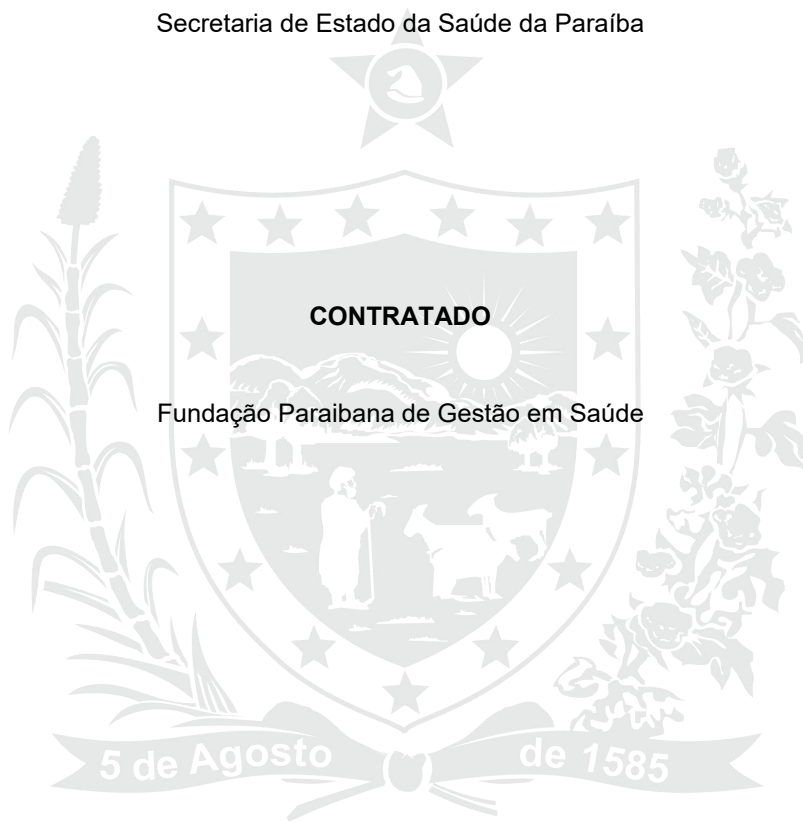 Secretaria de Estado da Saúde da Paraíba
CONTRATADO
Fundação Paraibana de Gestão em Saúde
5 de Agosto de 1585